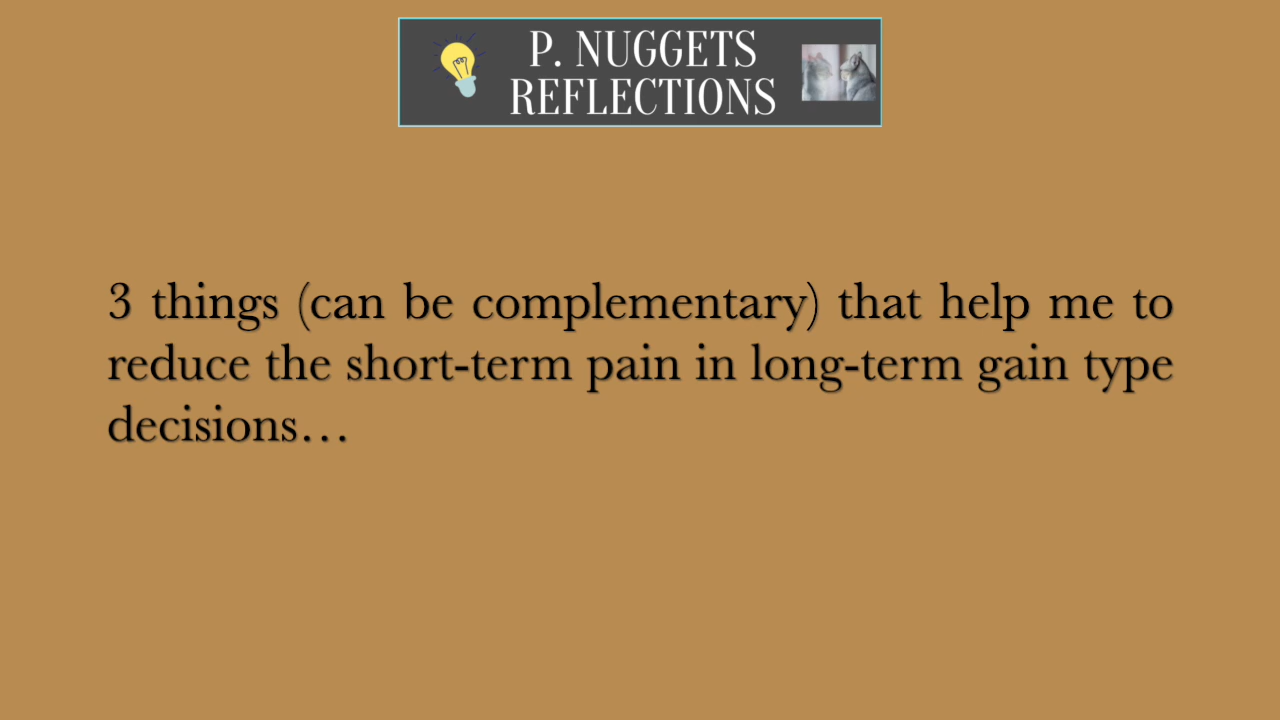 P. NUGGETS
REFLECTIONS
3 things (can be complementary) that help me to
reduce the short-term pain in long-term gain type
decisions…